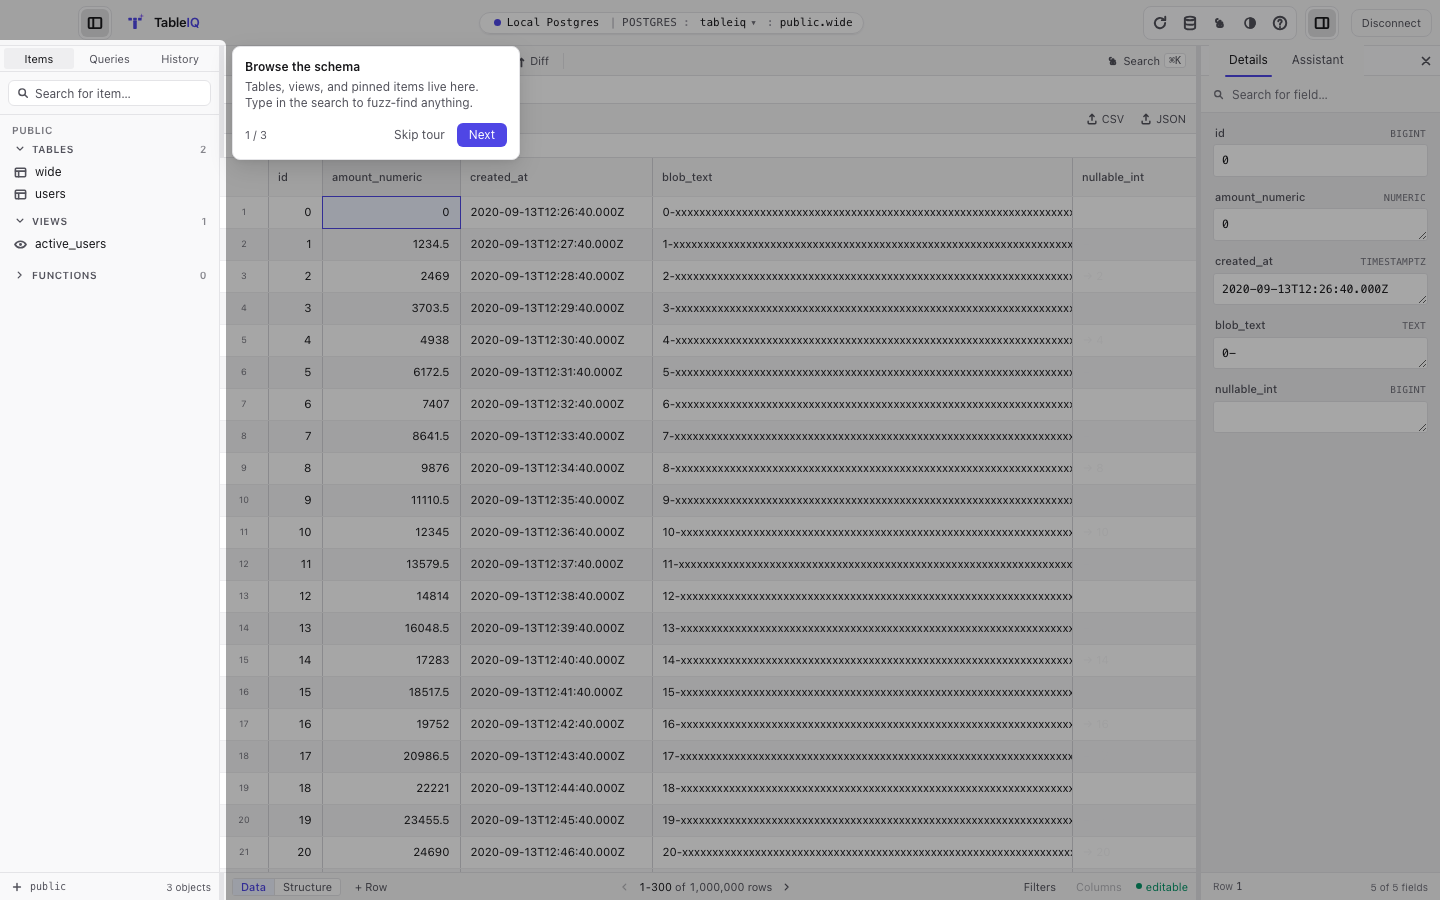 TableIQ
Local Postgres | POSTGRES : tableiq ▾ : public.wide
Disconnect
Items Queries History
Search for item...
PUBLIC
TABLES 2
wide
users
VIEWS 1
active_users
FUNCTIONS 0
+ public 3 objects
Browse the schema
Tables, views, and pinned items live here.
Type in the search to fuzz-find anything.
1 / 3 Skip tour Next
Diff
Search ⌘K
CSV JSON
id amount_numeric created_at blob_text nullable_int
1 0 0 2020-09-13T12:26:40.000Z
2 1 1234.5 2020-09-13T12:27:40.000Z
3 2 2469 2020-09-13T12:28:40.000Z
4 3 3703.5 2020-09-13T12:29:40.000Z
5 4 4938 2020-09-13T12:30:40.000Z
6 5 6172.5 2020-09-13T12:31:40.000Z
7 6 7407 2020-09-13T12:32:40.000Z
8 7 8641.5 2020-09-13T12:33:40.000Z
9 8 9876 2020-09-13T12:34:40.000Z
10 9 11110.5 2020-09-13T12:35:40.000Z
11 10 12345 2020-09-13T12:36:40.000Z
12 11 13579.5 2020-09-13T12:37:40.000Z
13 12 14814 2020-09-13T12:38:40.000Z
14 13 16048.5 2020-09-13T12:39:40.000Z
15 14 17283 2020-09-13T12:40:40.000Z
16 15 18517.5 2020-09-13T12:41:40.000Z
17 16 19752 2020-09-13T12:42:40.000Z
18 17 20986.5 2020-09-13T12:43:40.000Z
19 18 22221 2020-09-13T12:44:40.000Z
20 19 23455.5 2020-09-13T12:45:40.000Z
21 20 24690 2020-09-13T12:46:40.000Z
Data Structure + Row 1-300 of 1,000,000 rows Filters Columns editable
Details Assistant
Search for field...
id BIGINT
0
amount_numeric NUMERIC
0
created_at TIMESTAMPTZ
2020-09-13T12:26:40.000Z
blob_text TEXT
0-
nullable_int BIGINT
Row 1 5 of 5 fields